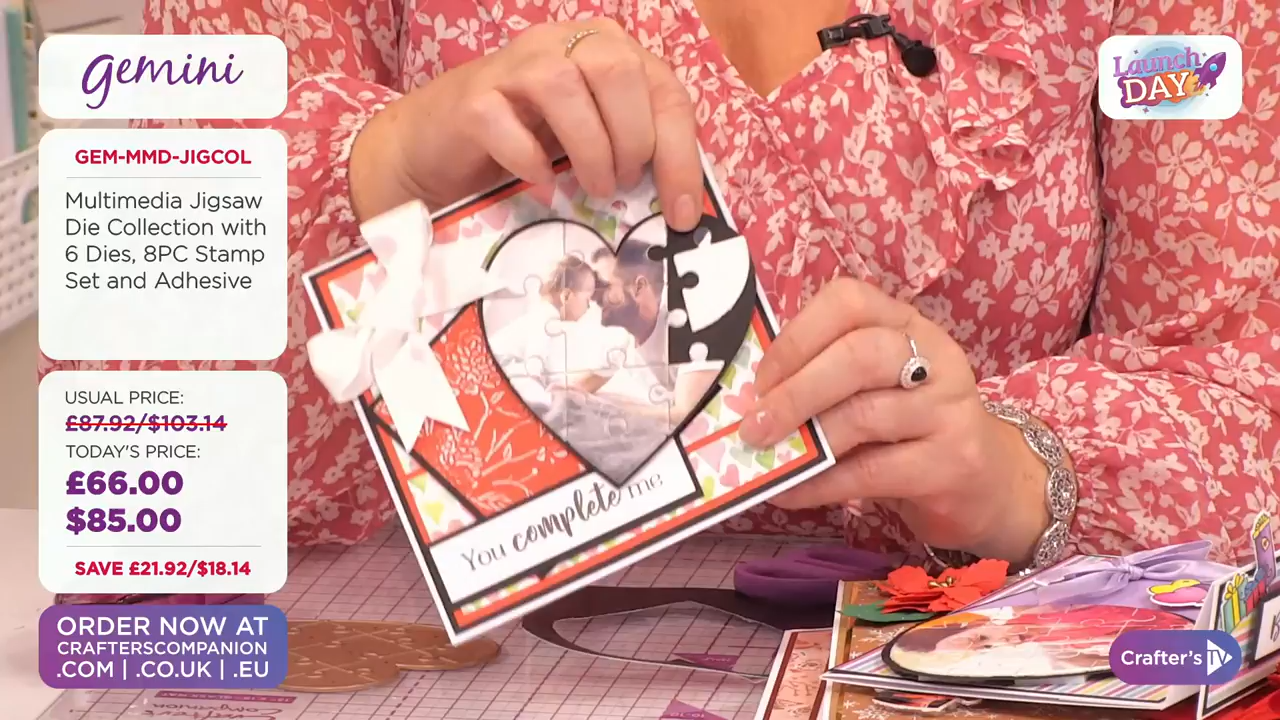 gemini
GEM-MMD-JIGCOL
Multimedia Jigsaw
Die Collection with
6 Dies, 8PC Stamp
Set and Adhesive
USUAL PRICE:
£87.92/$103.14
TODAY'S PRICE:
£66.00
$85.00
SAVE £21.92/$18.14
ORDER NOW AT
CRAFTERSCOMPANION
.COM | .CO.UK | .EU
Launch
DAY
You complete me
Crafter's TV